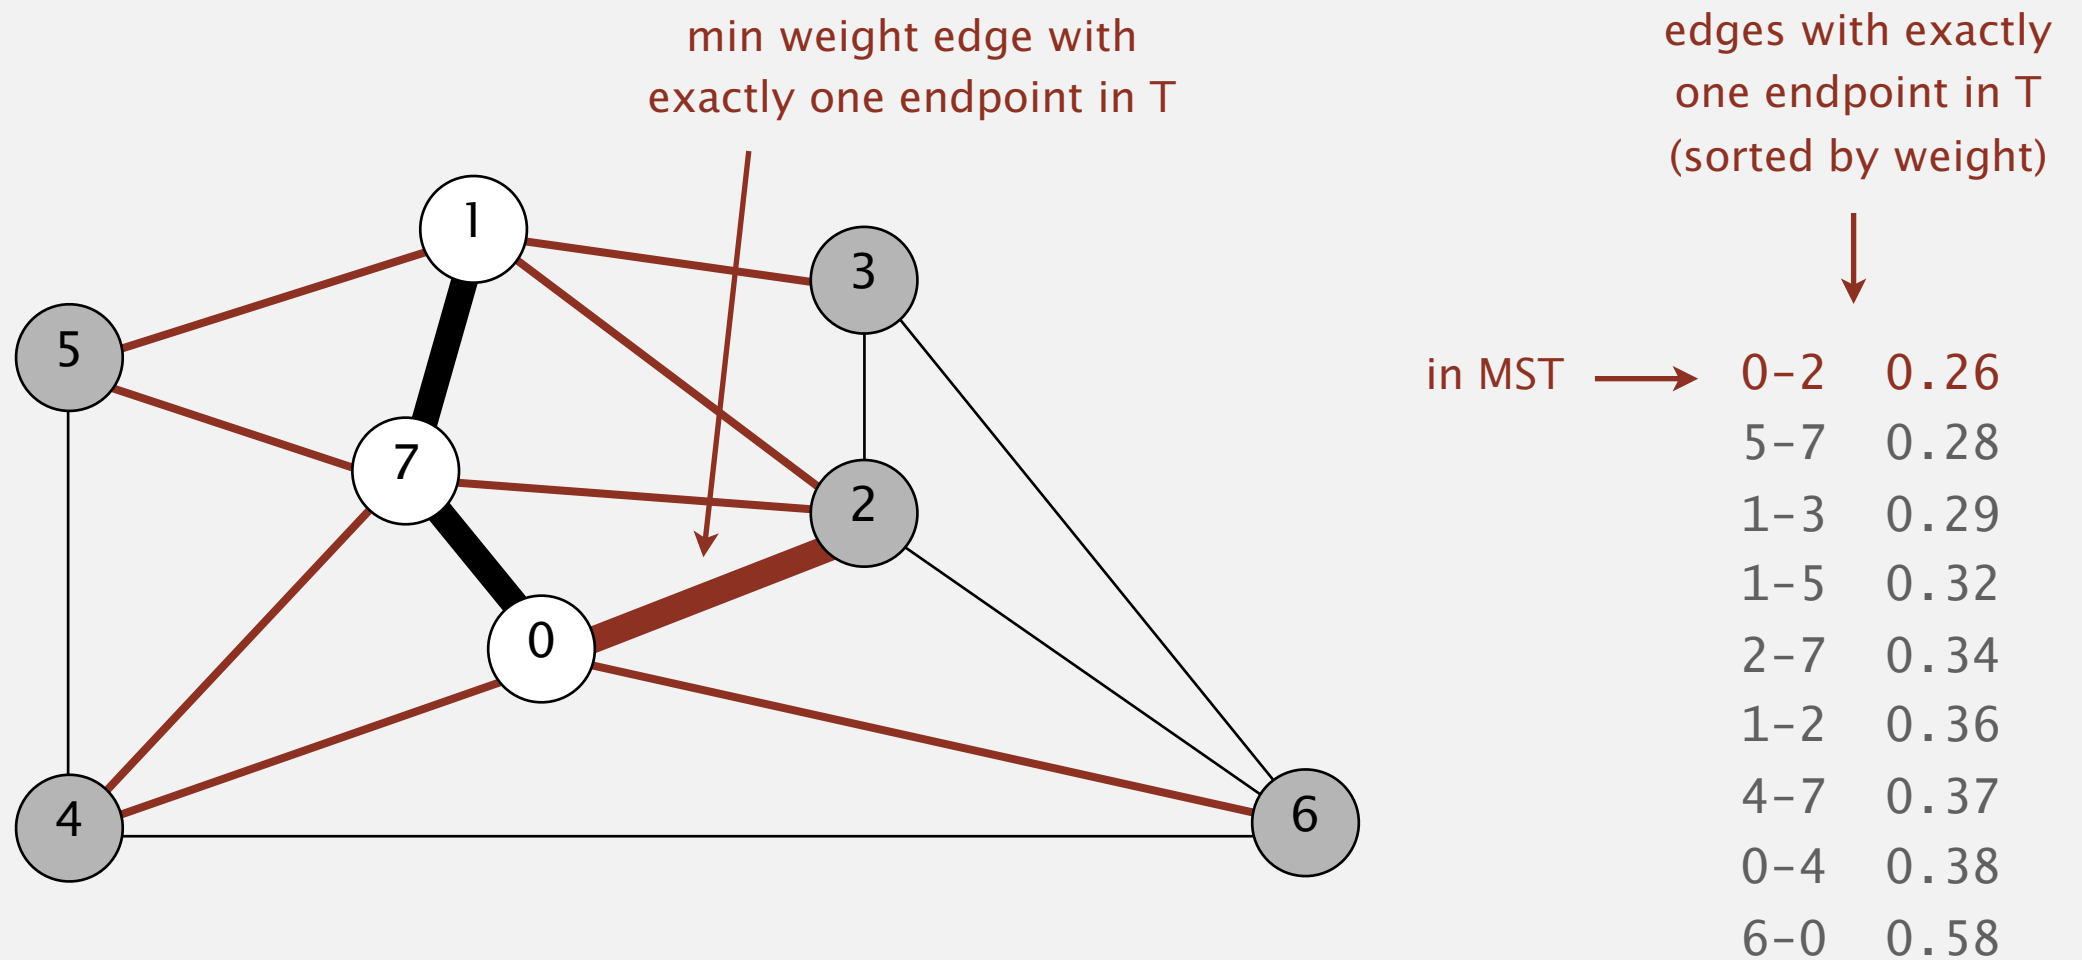 min weight edge with
exactly one endpoint in T
edges with exactly
one endpoint in T
(sorted by weight)
1
3
5
7
2
0
4
6
in MST
0-2 0.26
5-7 0.28
1-3 0.29
1-5 0.32
2-7 0.34
1-2 0.36
4-7 0.37
0-4 0.38
6-0 0.58